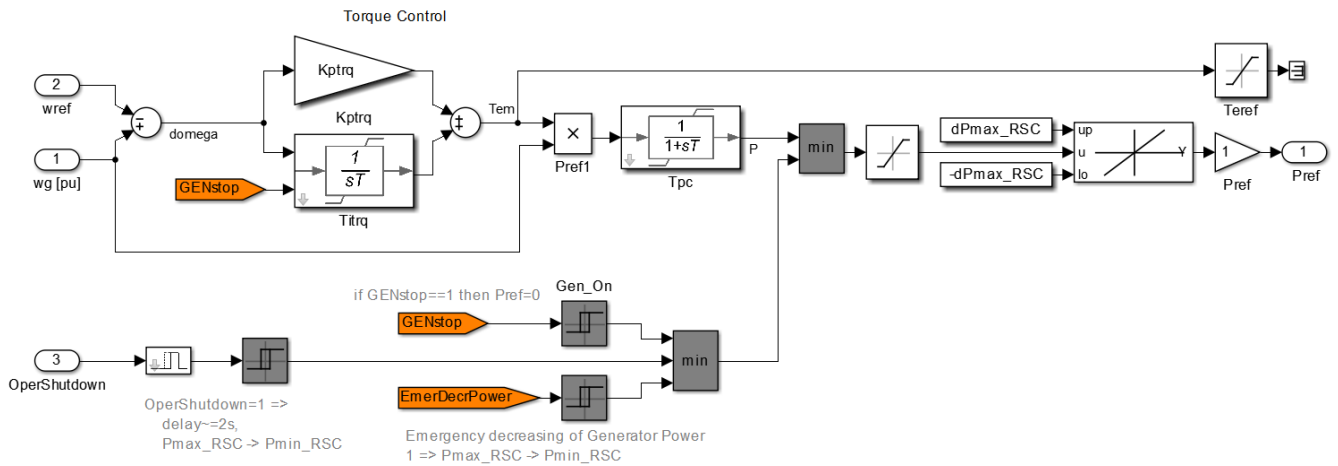 Torque Control
2
wref
1
wg [pu]
domega
Kptrq
Kptrq
GENstop
1
sT
Titrq
Tem
×
Pref1
1
1+sT
P
Tpc
min
Teref
dPmax_RSC
-dPmax_RSC
up
u
lo
Y
1
Pref
1
Pref
if GENstop==1 then Pref=0
Gen_On
GENstop
3
OperShutdown
min
EmerDecrPower
OperShutdown=1 =>
delay~=2s,
Pmax_RSC -> Pmin_RSC
Emergency decreasing of Generator Power
1 => Pmax_RSC -> Pmin_RSC